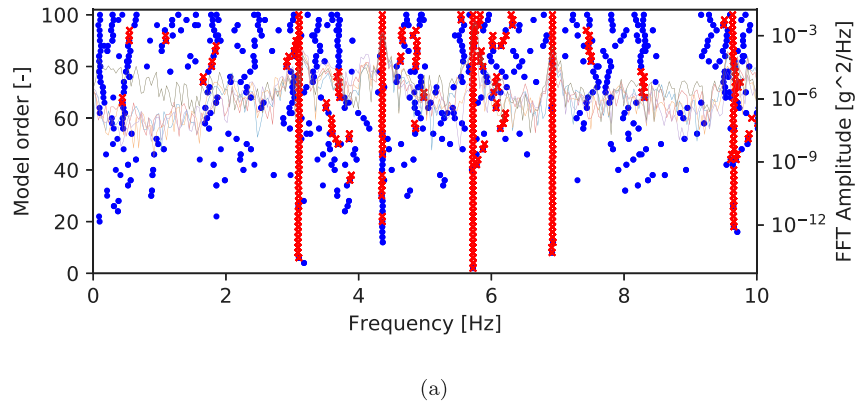 100
80
60
40
20
0
Model order [-]
0 2 4 6 8 10
Frequency [Hz]
10^−3
10^−6
10^−9
10^−12
FFT Amplitude [g^2/Hz]
(a)